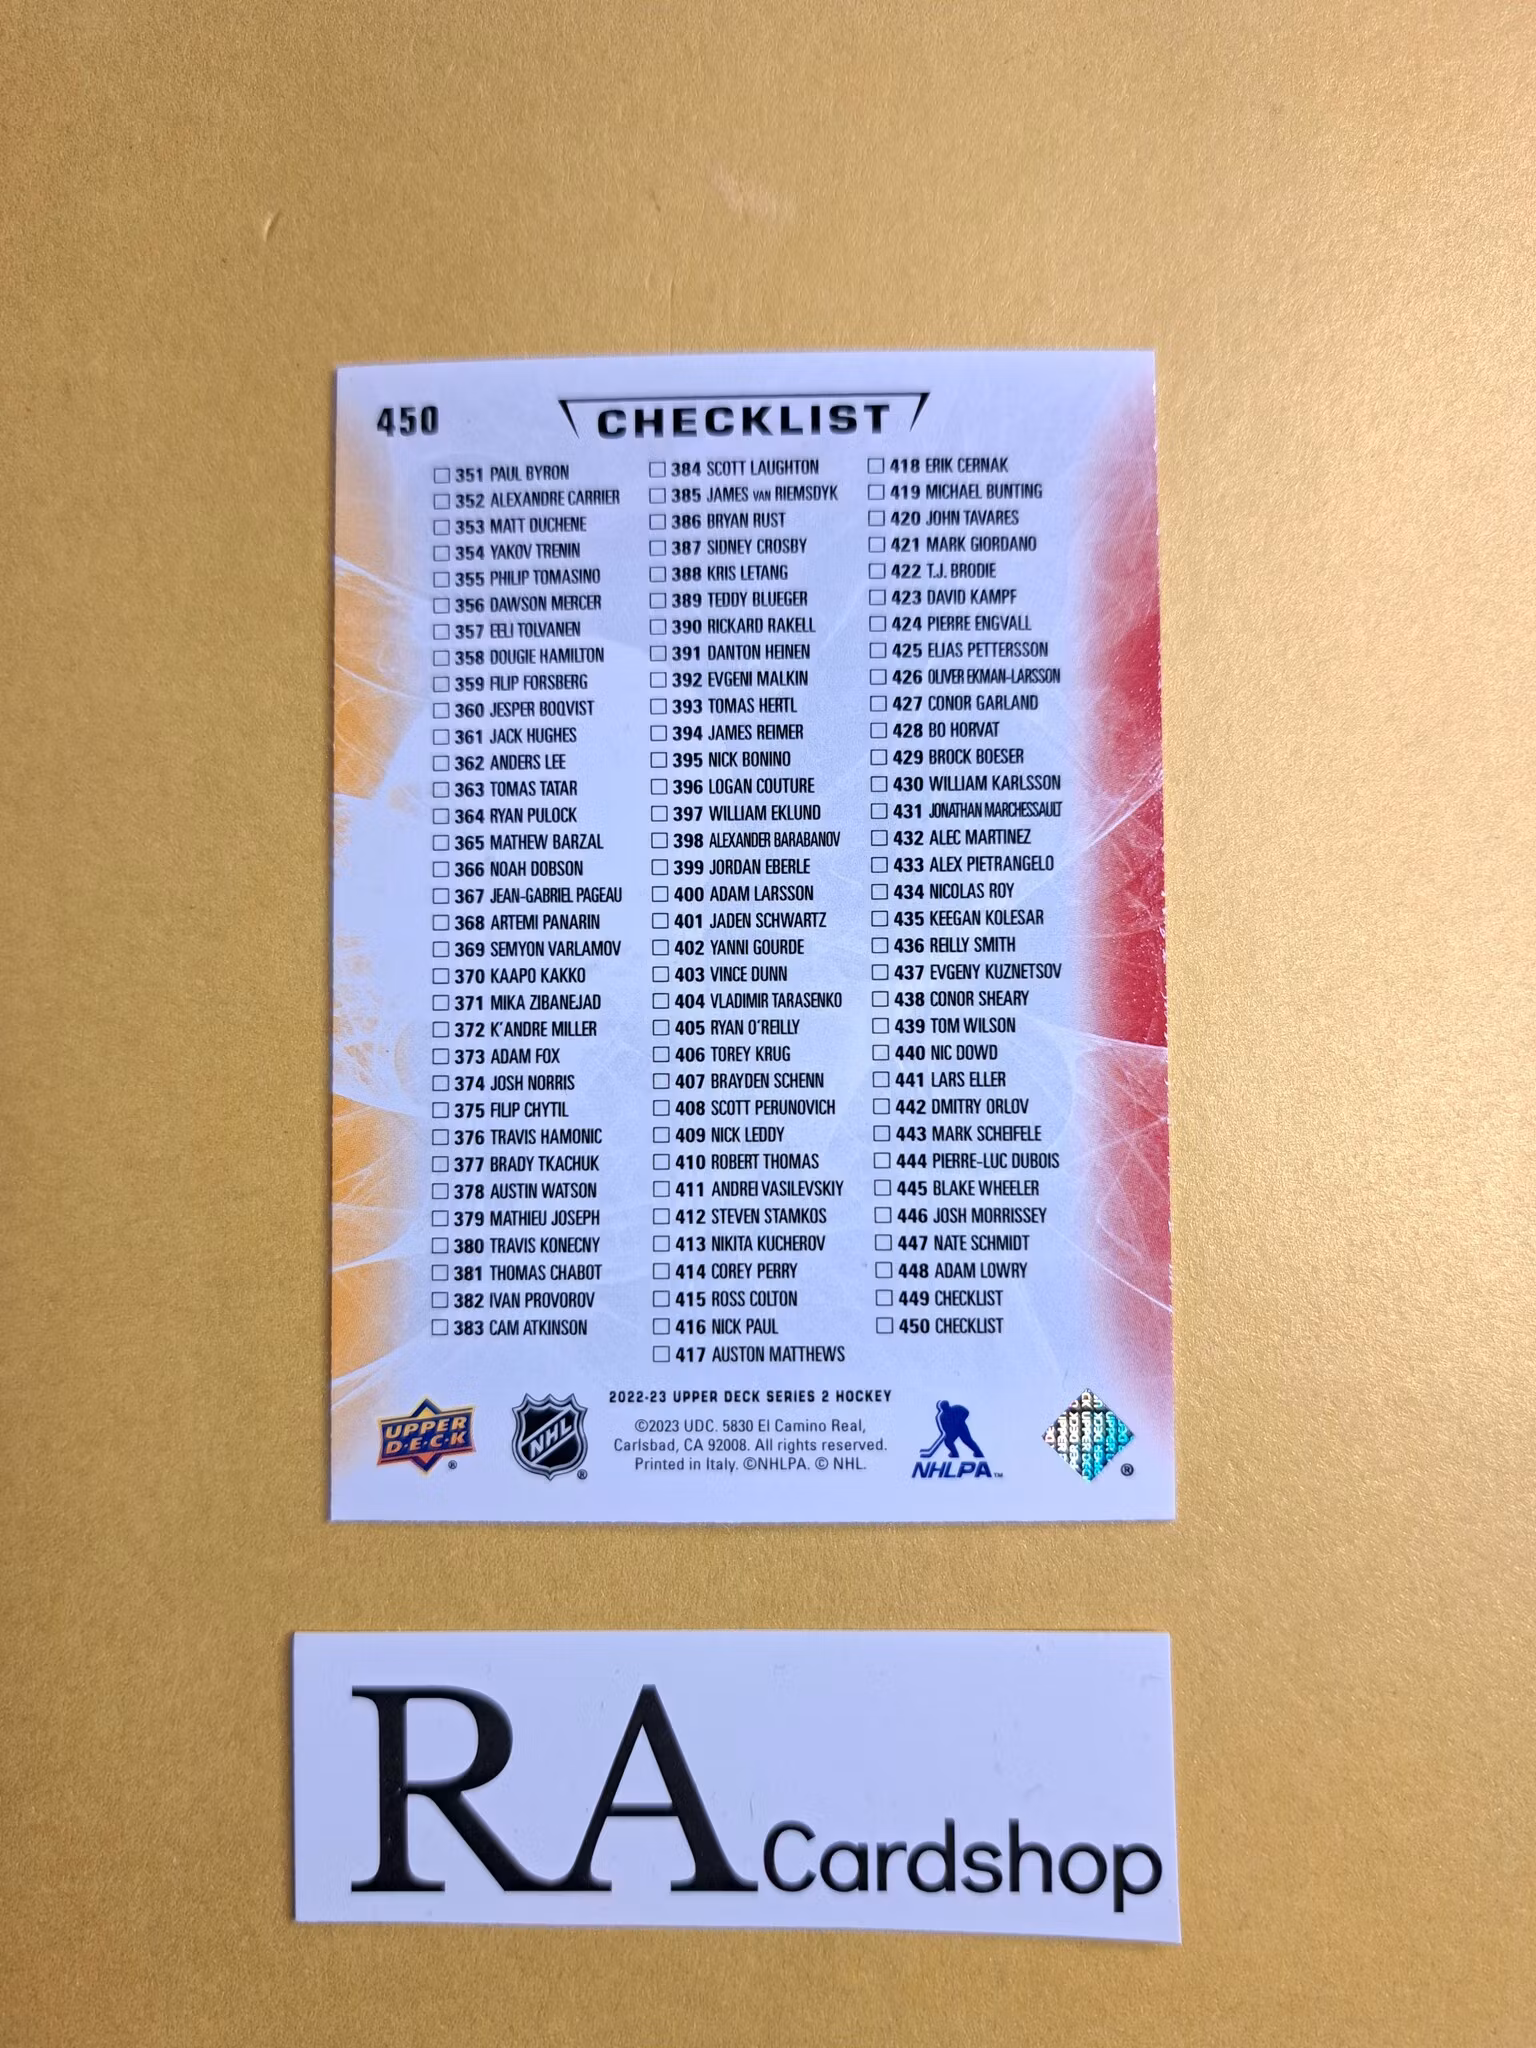 450
CHECKLIST
351 PAUL BYRON
352 ALEXANDRE CARRIER
353 MATT DUCHENE
354 YAKOV TRENIN
355 PHILIP TOMASINO
356 DAWSON MERCER
357 EELI TOLVANEN
358 DOUGIE HAMILTON
359 FILIP FORSBERG
360 JESPER BOQVIST
361 JACK HUGHES
362 ANDERS LEE
363 TOMAS TATAR
364 RYAN PULOCK
365 MATHEW BARZAL
366 NOAH DOBSON
367 JEAN-GABRIEL PAGEAU
368 ARTEMI PANARIN
369 SEMYON VARLAMOV
370 KAAPO KAKKO
371 MIKA ZIBANEJAD
372 K'ANDRE MILLER
373 ADAM FOX
374 JOSH NORRIS
375 FILIP CHYTIL
376 TRAVIS HAMONIC
377 BRADY TKACHUK
378 AUSTIN WATSON
379 MATHIEU JOSEPH
380 TRAVIS KONECNY
381 THOMAS CHABOT
382 IVAN PROVOROV
383 CAM ATKINSON
384 SCOTT LAUGHTON
385 JAMES VAN RIEMSDYK
386 BRYAN RUST
387 SIDNEY CROSBY
388 KRIS LETANG
389 TEDDY BLUEGER
390 RICKARD RAKELL
391 DANTON HEINEN
392 EVGENI MALKIN
393 TOMAS HERTL
394 JAMES REIMER
395 NICK BONINO
396 LOGAN COUTURE
397 WILLIAM EKLUND
398 ALEXANDER BARABANOV
399 JORDAN EBERLE
400 ADAM LARSSON
401 JADEN SCHWARTZ
402 YANNI GOURDE
403 VINCE DUNN
404 VLADIMIR TARASENKO
405 RYAN O'REILLY
406 TOREY KRUG
407 BRAYDEN SCHENN
408 SCOTT PERUNOVICH
409 NICK LEDDY
410 ROBERT THOMAS
411 ANDREI VASILEVSKIY
412 STEVEN STAMKOS
413 NIKITA KUCHEROV
414 COREY PERRY
415 ROSS COLTON
416 NICK PAUL
417 AUSTON MATTHEWS
418 ERIK CERNAK
419 MICHAEL BUNTING
420 JOHN TAVARES
421 MARK GIORDANO
422 T.J. BRODIE
423 DAVID KAMPF
424 PIERRE ENGVALL
425 ELIAS PETTERSSON
426 OLIVER EKMAN-LARSSON
427 CONOR GARLAND
428 BO HORVAT
429 BROCK BOESER
430 WILLIAM KARLSSON
431 JONATHAN MARCHESSAULT
432 ALEC MARTINEZ
433 ALEX PIETRANGELO
434 NICOLAS ROY
435 KEEGAN KOLESAR
436 REILLY SMITH
437 EVGENY KUZNETSOV
438 CONOR SHEARY
439 TOM WILSON
440 NIC DOWD
441 LARS ELLER
442 DMITRY ORLOV
443 MARK SCHEIFELE
444 PIERRE-LUC DUBOIS
445 BLAKE WHEELER
446 JOSH MORRISSEY
447 NATE SCHMIDT
448 ADAM LOWRY
449 CHECKLIST
450 CHECKLIST
UPPER
D·E·C·K ®
NHL ®
2022-23 UPPER DECK SERIES 2 HOCKEY
©2023 UDC. 5830 El Camino Real,
Carlsbad, CA 92008. All rights reserved.
Printed in Italy. ©NHLPA. © NHL.
NHLPA ™
®
RA Cardshop